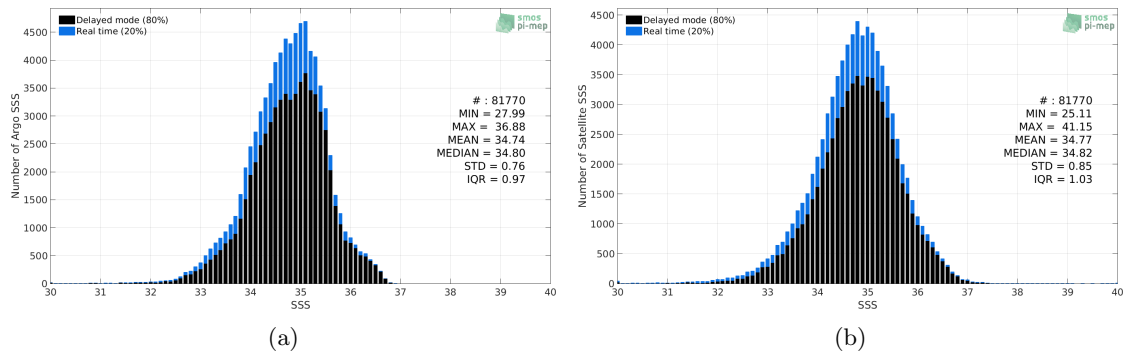 Delayed mode (80%)
Real time (20%)
smos
pi-mep
4500
4000
3500
3000
2500
2000
1500
1000
500
0
Number of Argo SSS
# : 81770
MIN = 27.99
MAX = 36.88
MEAN = 34.74
MEDIAN = 34.80
STD = 0.76
IQR = 0.97
30 31 32 33 34 35 36 37 38 39 40
SSS
(a)
Delayed mode (80%)
Real time (20%)
smos
pi-mep
4500
4000
3500
3000
2500
2000
1500
1000
500
0
Number of Satellite SSS
# : 81770
MIN = 25.11
MAX = 41.15
MEAN = 34.77
MEDIAN = 34.82
STD = 0.85
IQR = 1.03
30 31 32 33 34 35 36 37 38 39 40
SSS
(b)